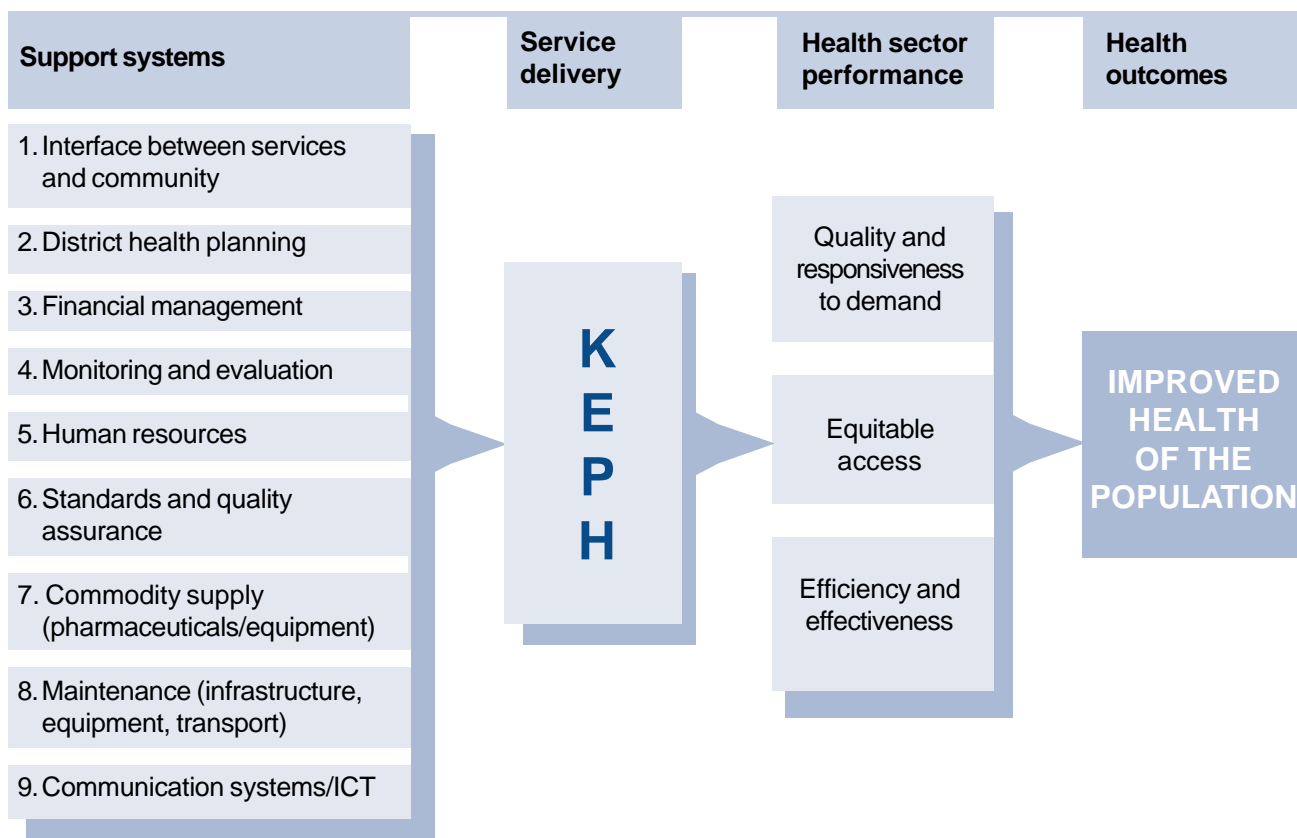 Support systems
Service
delivery
Health sector
performance
Health
outcomes
1. Interface between services
and community
2. District health planning
3. Financial management
4. Monitoring and evaluation
5. Human resources
6. Standards and quality
assurance
7. Commodity supply
(pharmaceuticals/equipment)
8. Maintenance (infrastructure,
equipment, transport)
9. Communication systems/ICT
K
E
P
H
Quality and
responsiveness
to demand
Equitable
access
Efficiency and
effectiveness
IMPROVED
HEALTH
OF THE
POPULATION